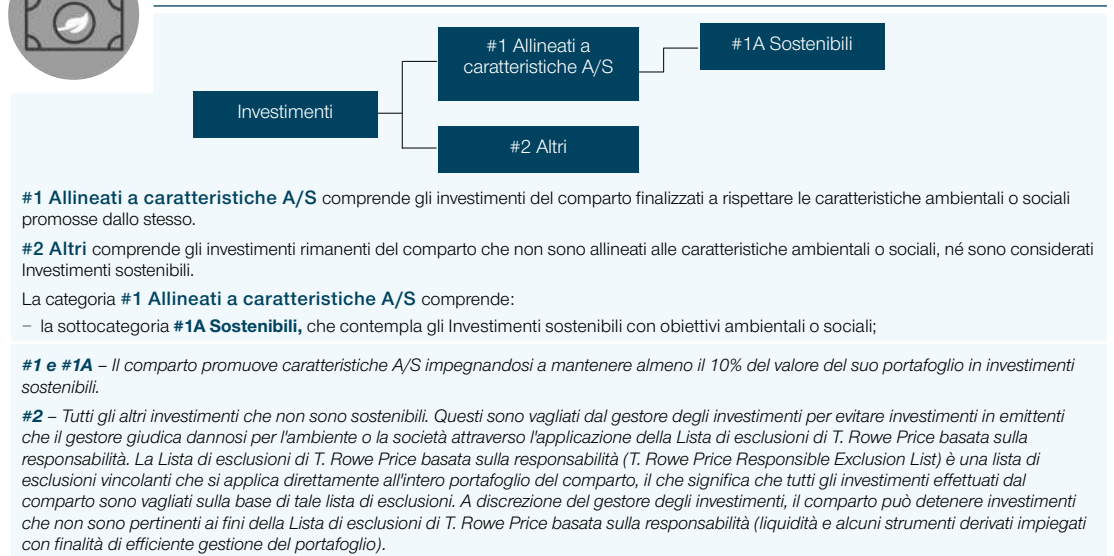 #1 Allineati a
caratteristiche A/S
#1A Sostenibili
Investimenti
#2 Altri
#1 Allineati a caratteristiche A/S comprende gli investimenti del comparto finalizzati a rispettare le caratteristiche ambientali o sociali
promosse dallo stesso.
#2 Altri comprende gli investimenti rimanenti del comparto che non sono allineati alle caratteristiche ambientali o sociali, né sono considerati
Investimenti sostenibili.
La categoria #1 Allineati a caratteristiche A/S comprende:
– la sottocategoria #1A Sostenibili, che contempla gli Investimenti sostenibili con obiettivi ambientali o sociali;
#1 e #1A – Il comparto promuove caratteristiche A/S impegnandosi a mantenere almeno il 10% del valore del suo portafoglio in investimenti
sostenibili.
#2 – Tutti gli altri investimenti che non sono sostenibili. Questi sono vagliati dal gestore degli investimenti per evitare investimenti in emittenti
che il gestore giudica dannosi per l'ambiente o la società attraverso l'applicazione della Lista di esclusioni di T. Rowe Price basata sulla
responsabilità. La Lista di esclusioni di T. Rowe Price basata sulla responsabilità (T. Rowe Price Responsible Exclusion List) è una lista di
esclusioni vincolanti che si applica direttamente all'intero portafoglio del comparto, il che significa che tutti gli investimenti effettuati dal
comparto sono vagliati sulla base di tale lista di esclusioni. A discrezione del gestore degli investimenti, il comparto può detenere investimenti
che non sono pertinenti ai fini della Lista di esclusioni di T. Rowe Price basata sulla responsabilità (liquidità e alcuni strumenti derivati impiegati
con finalità di efficiente gestione del portafoglio).